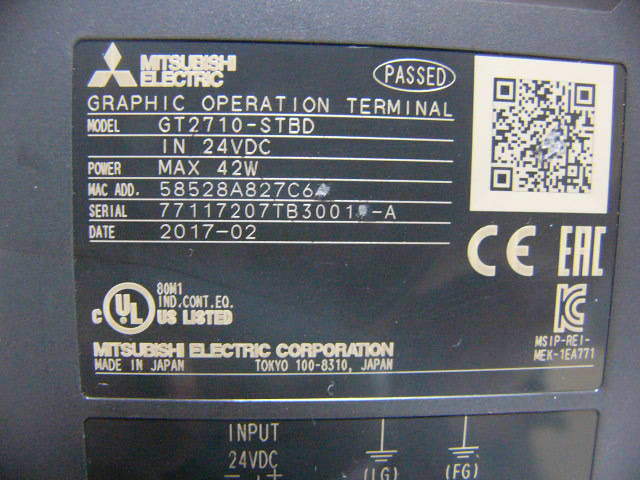 MITSUBISHI
ELECTRIC
PASSED
GRAPHIC OPERATION TERMINAL
MODEL GT2710-STBD
IN 24VDC
POWER MAX 42W
MAC ADD.
SERIAL
DATE 2017-02
CE EAC
80M1
IND.CONT.EQ.
C UL US LISTED
MSIP-REI-
MEK-1EA771
MITSUBISHI ELECTRIC CORPORATION
MADE IN JAPAN TOKYO 100-8310, JAPAN
INPUT
24VDC
(LG) (FG)